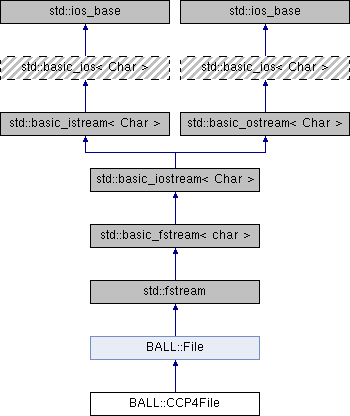 std::ios_base std::ios_base
std::basic_ios< Char > std::basic_ios< Char >
std::basic_istream< Char > std::basic_ostream< Char >
std::basic_iostream< Char >
std::basic_fstream< char >
std::fstream
BALL::File
BALL::CCP4File